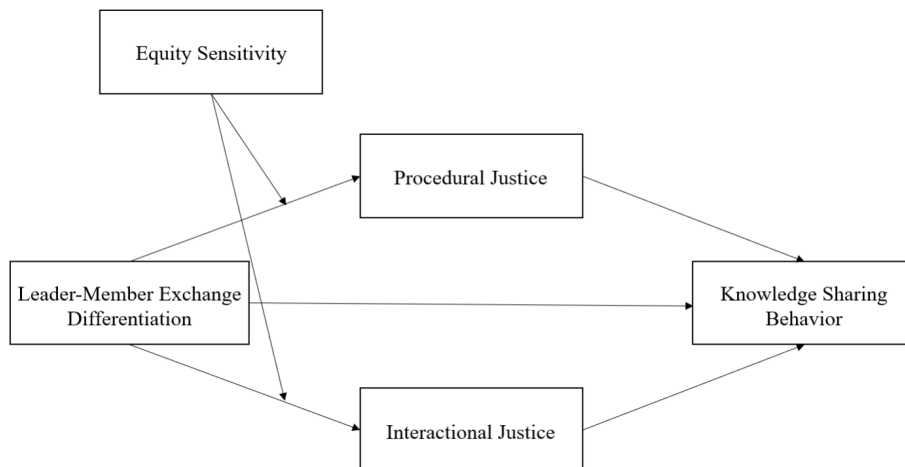 Equity Sensitivity
Procedural Justice
Leader-Member Exchange
Differentiation
Knowledge Sharing
Behavior
Interactional Justice